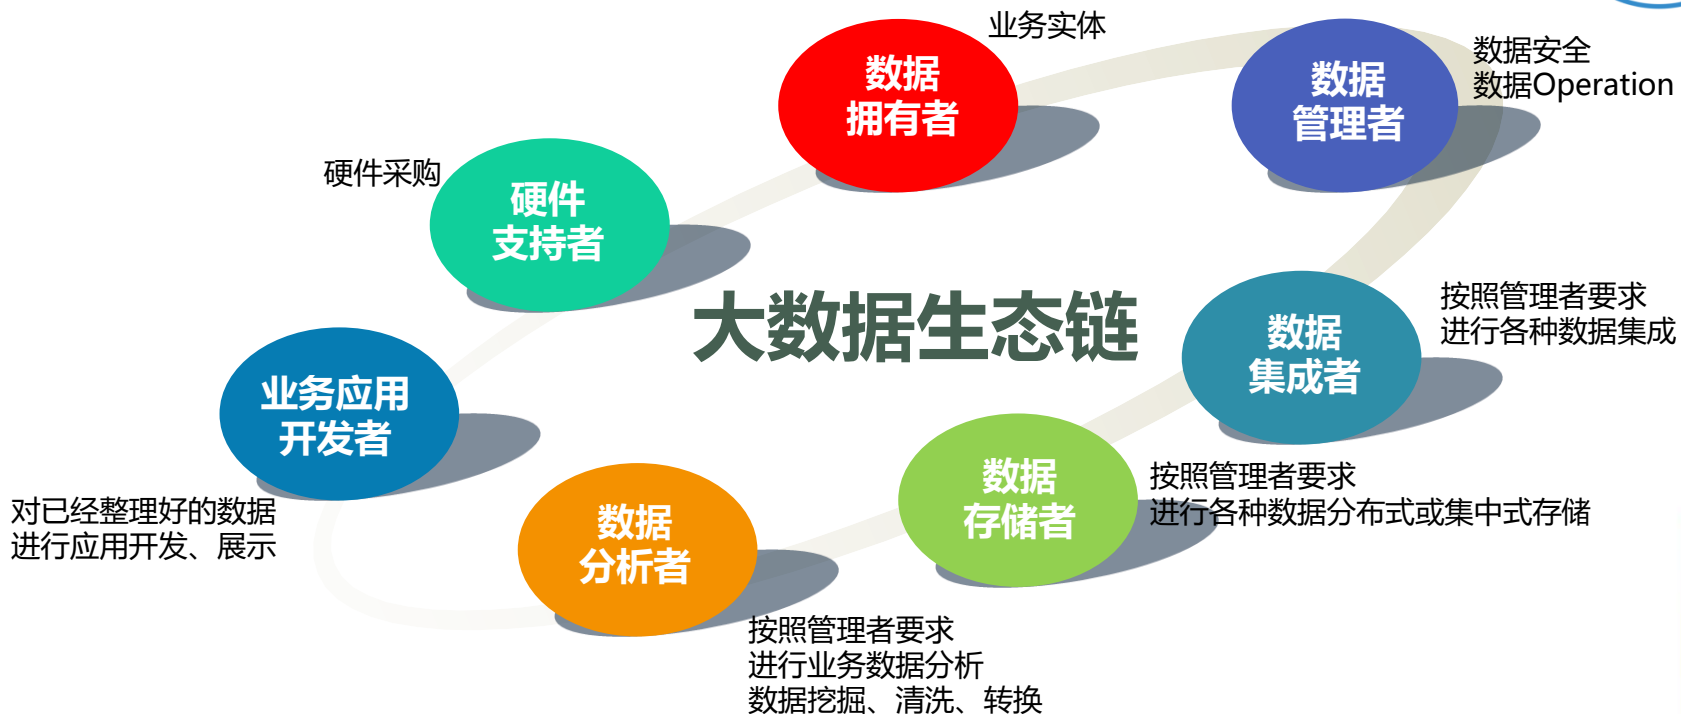 业务实体
数据
拥有者
数据
管理者
数据安全
数据Operation
硬件采购
硬件
支持者
大数据生态链
数据
集成者
按照管理者要求
进行各种数据集成
业务应用
开发者
对已经整理好的数据
进行应用开发、展示
数据
分析者
按照管理者要求
进行业务数据分析
数据挖掘、清洗、转换
数据
存储者
按照管理者要求
进行各种数据分布式或集中式存储